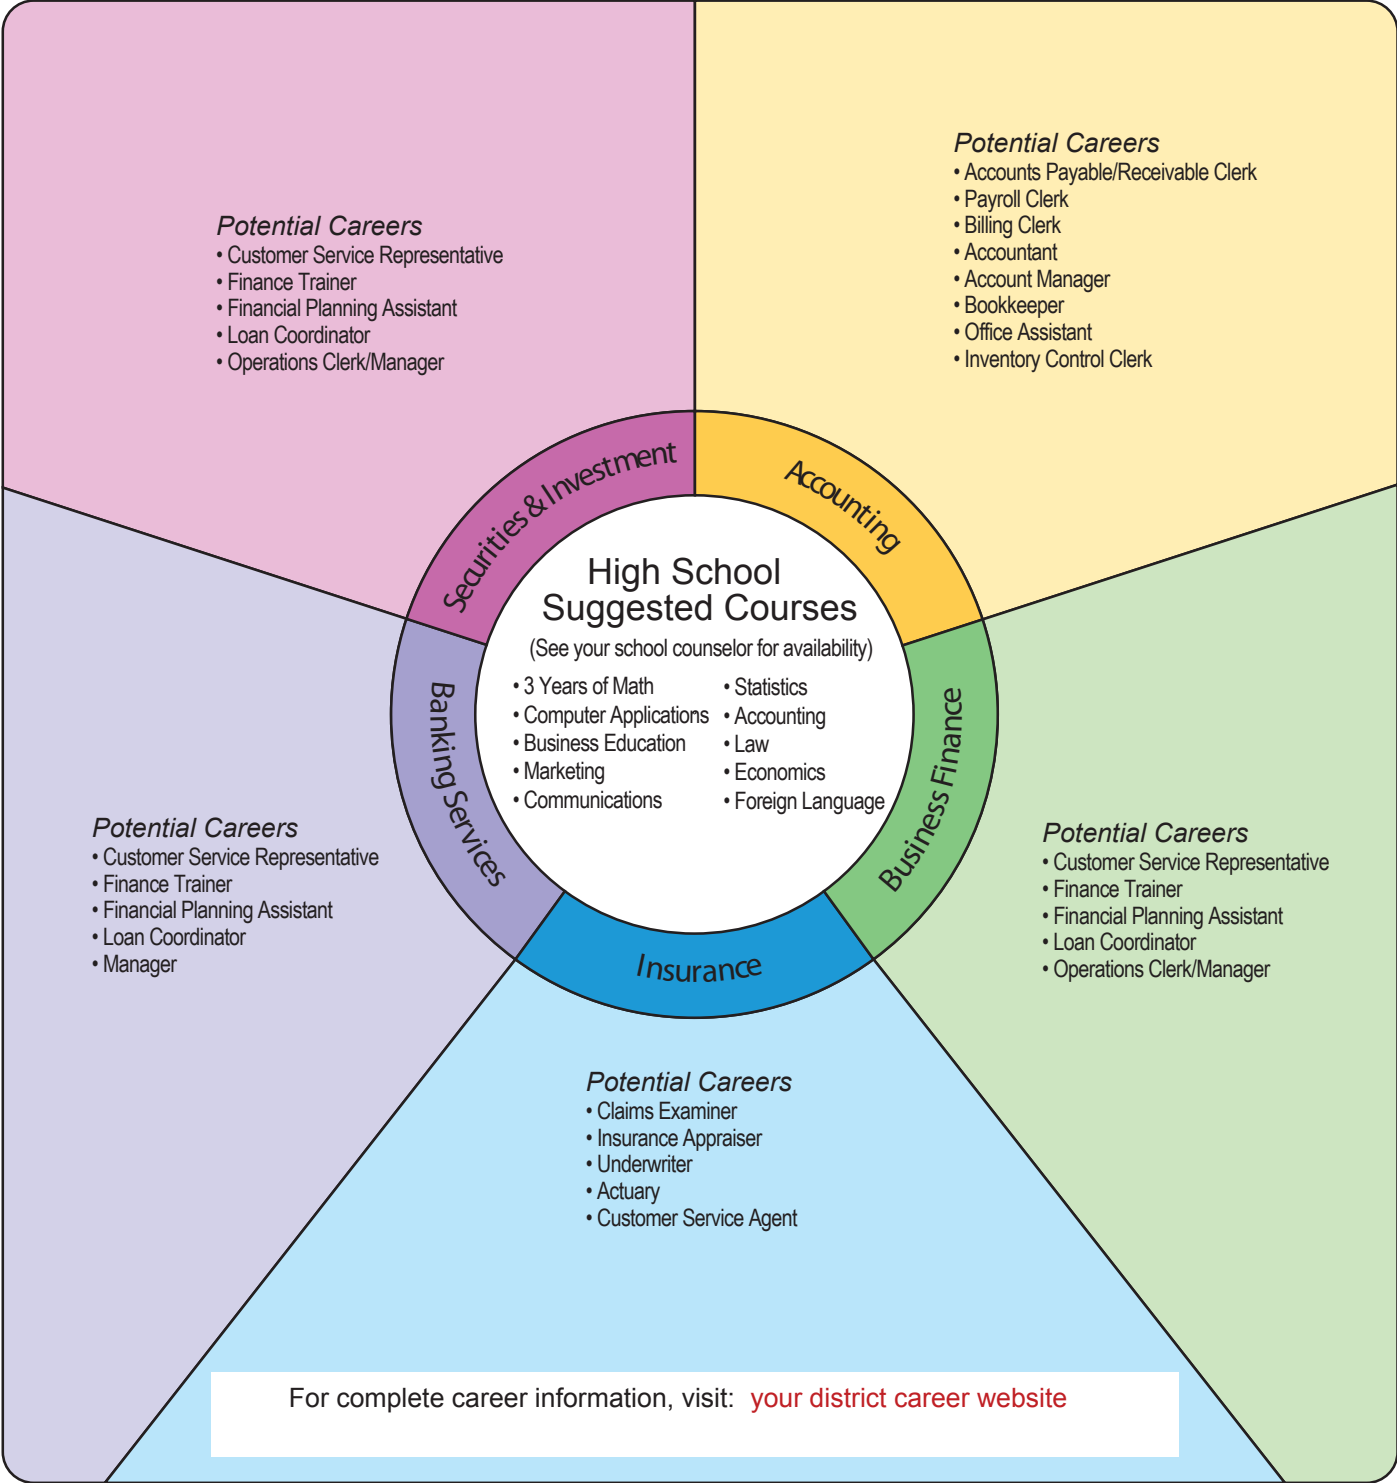 Potential Careers
• Customer Service Representative
• Finance Trainer
• Financial Planning Assistant
• Loan Coordinator
• Operations Clerk/Manager
Potential Careers
• Accounts Payable/Receivable Clerk
• Payroll Clerk
• Billing Clerk
• Accountant
• Account Manager
• Bookkeeper
• Office Assistant
• Inventory Control Clerk
Securities & Investment
Accounting
High School
Suggested Courses
(See your school counselor for availability)
• 3 Years of Math
• Computer Applications
• Business Education
• Marketing
• Communications
• Statistics
• Accounting
• Law
• Economics
• Foreign Language
Banking Services
Business Finance
Insurance
Potential Careers
• Customer Service Representative
• Finance Trainer
• Financial Planning Assistant
• Loan Coordinator
• Manager
Potential Careers
• Customer Service Representative
• Finance Trainer
• Financial Planning Assistant
• Loan Coordinator
• Operations Clerk/Manager
Potential Careers
• Claims Examiner
• Insurance Appraiser
• Underwriter
• Actuary
• Customer Service Agent
For complete career information, visit: your district career website